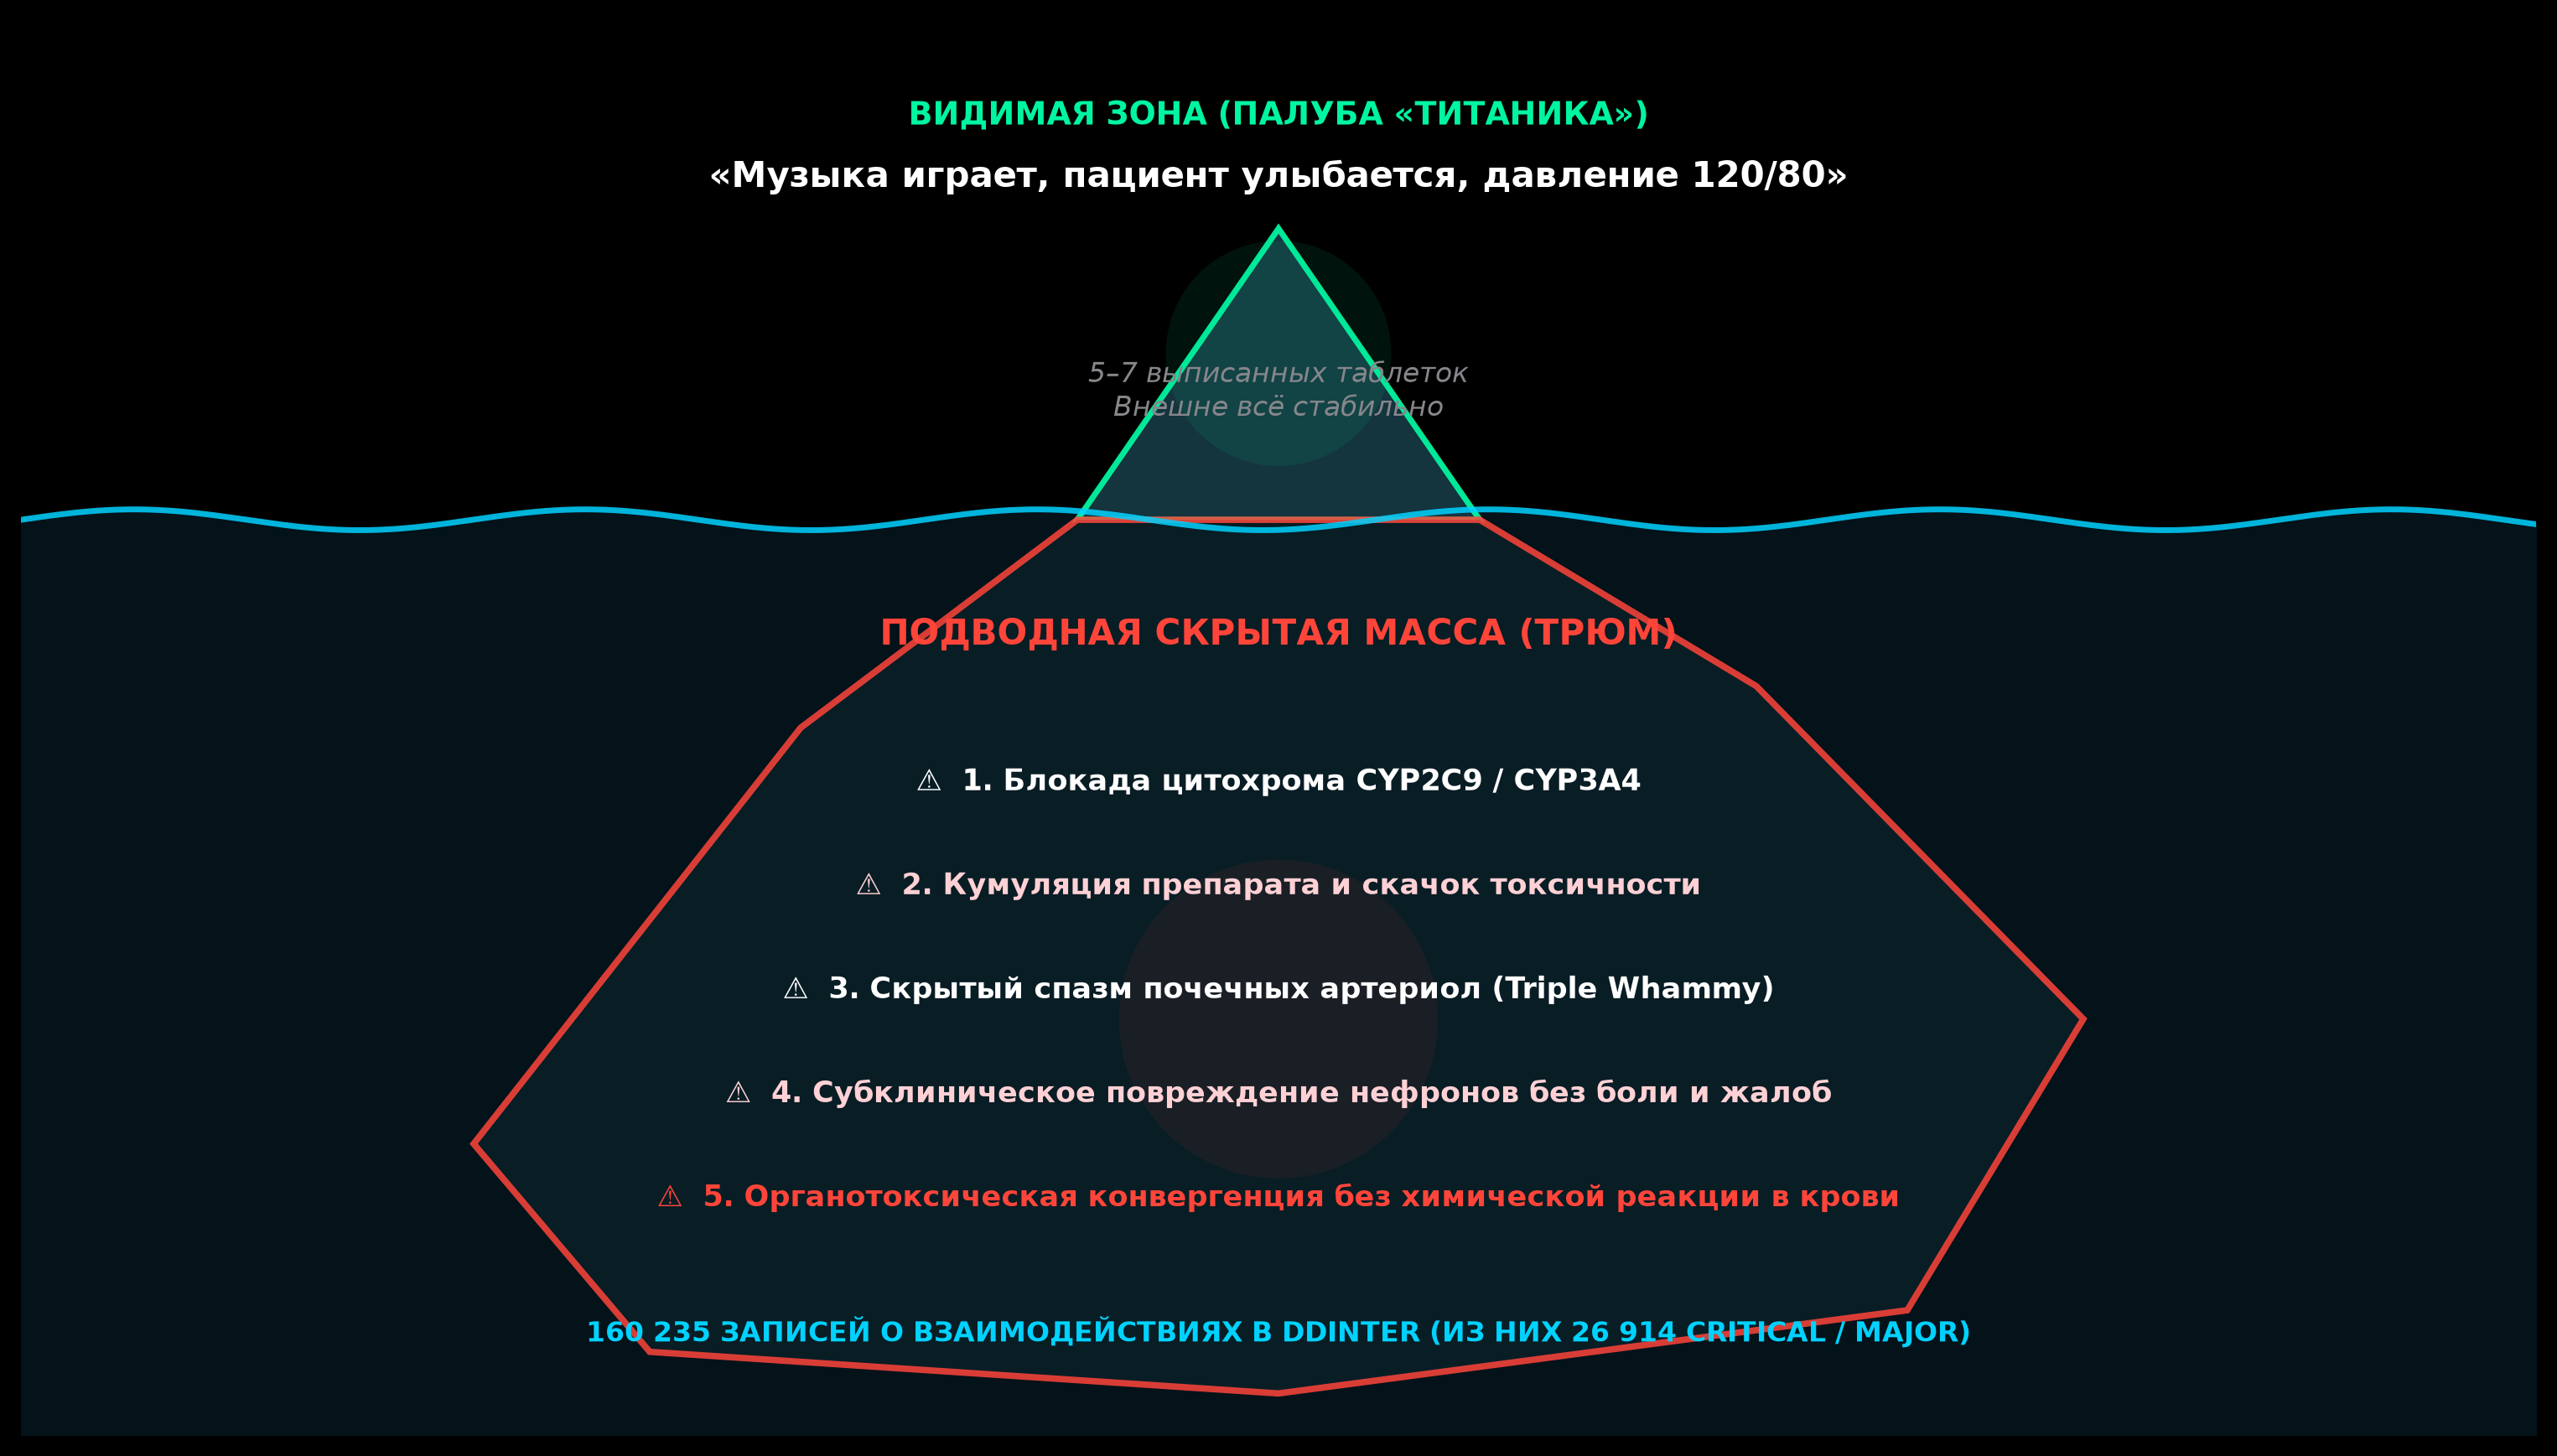 ВИДИМАЯ ЗОНА (ПАЛУБА «ТИТАНИКА»)
«Музыка играет, пациент улыбается, давление 120/80»
5–7 выписанных таблеток
Внешне всё стабильно
ПОДВОДНАЯ СКРЫТАЯ МАССА (ТРЮМ)
⚠ 1. Блокада цитохрома CYP2C9 / CYP3A4
⚠ 2. Кумуляция препарата и скачок токсичности
⚠ 3. Скрытый спазм почечных артериол (Triple Whammy)
⚠ 4. Субклиническое повреждение нефронов без боли и жалоб
⚠ 5. Органотоксическая конвергенция без химической реакции в крови
160 235 ЗАПИСЕЙ О ВЗАИМОДЕЙСТВИЯХ В DDINTER (ИЗ НИХ 26 914 CRITICAL / MAJOR)